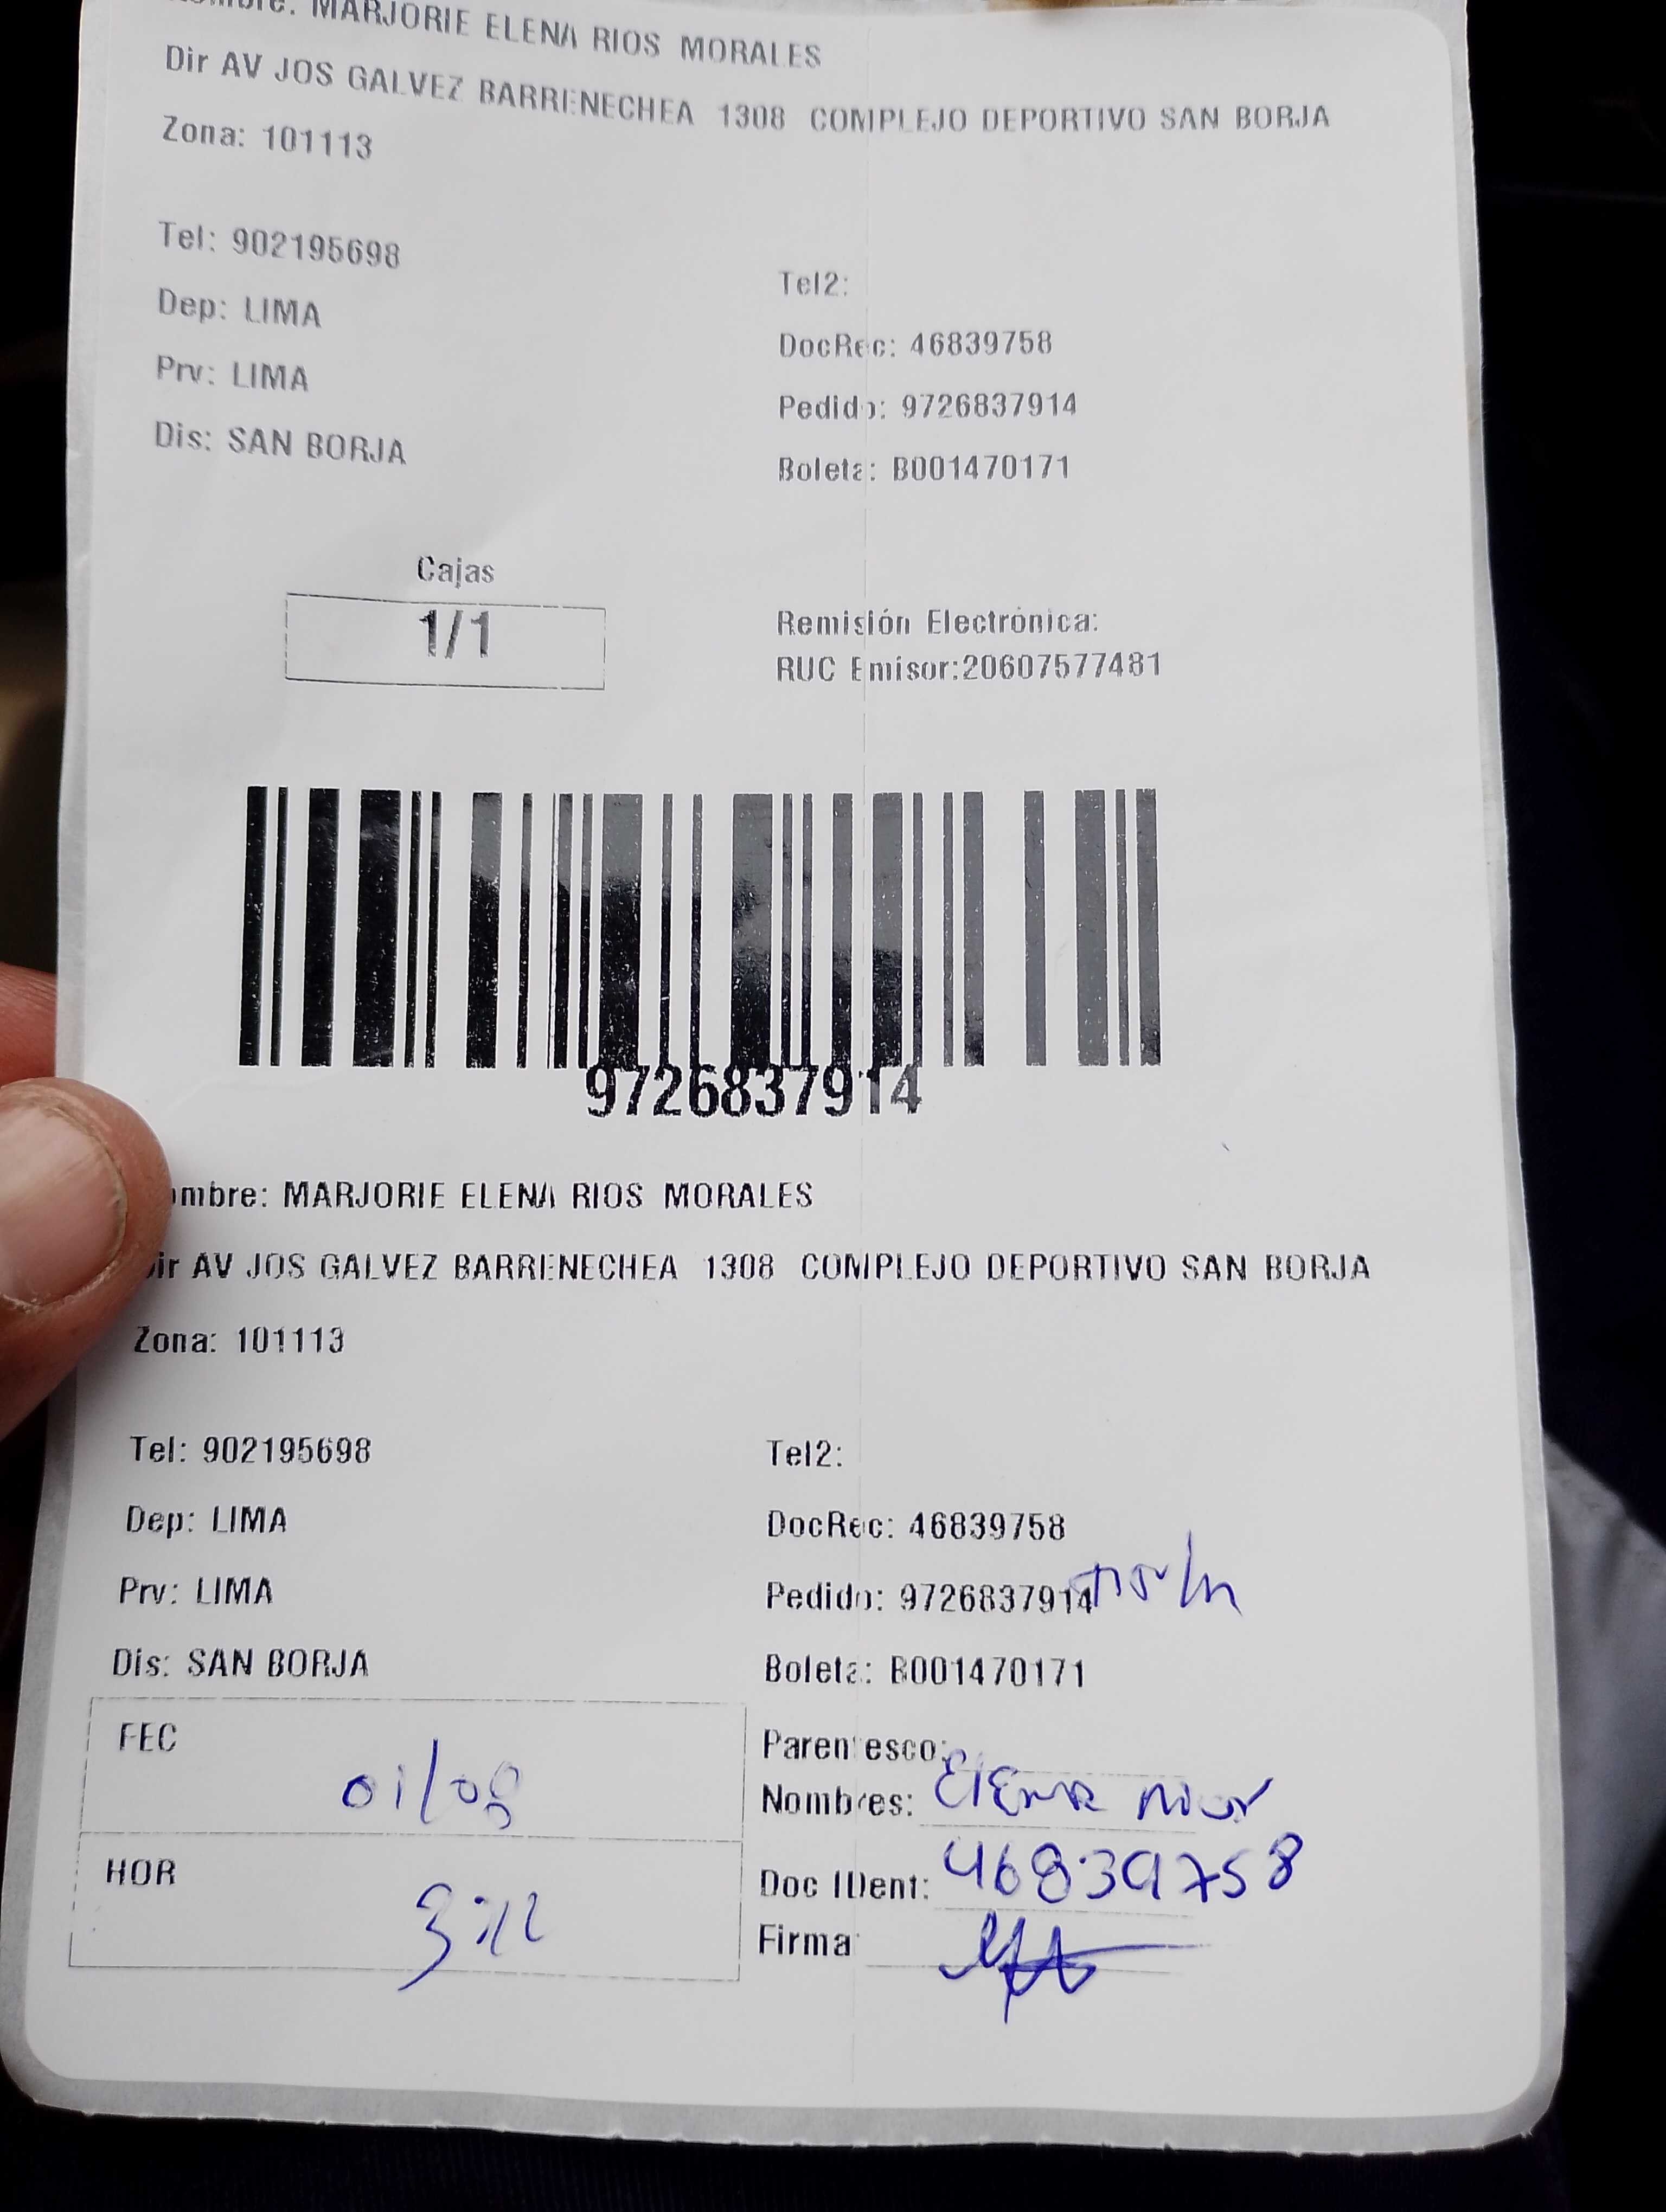 Nombre: MARJORIE ELENA RIOS MORALES
Dir AV JOS GALVEZ BARRENECHEA 1308 COMPLEJO DEPORTIVO SAN BORJA
Zona: 101113
Tel: 902195698
Tel2:
Dep: LIMA
DocRec: 46839758
Prv: LIMA
Pedido: 9726837914
Dis: SAN BORJA
Boleta: B001470171
Cajas
1/1
Remisión Electrónica:
RUC Emisor:20607577481
9726837914
ombre: MARJORIE ELENA RIOS MORALES
Dir AV JOS GALVEZ BARRENECHEA 1308 COMPLEJO DEPORTIVO SAN BORJA
Zona: 101113
Tel: 902195698
Tel2:
Dep: LIMA
DocRec: 46839758
Prv: LIMA
Pedido: 9726837914
Dis: SAN BORJA
Boleta: B001470171
FEC 01/08
Parentesco:
Nombres: Elena
HOR
Doc IDent: 46839758
Firma